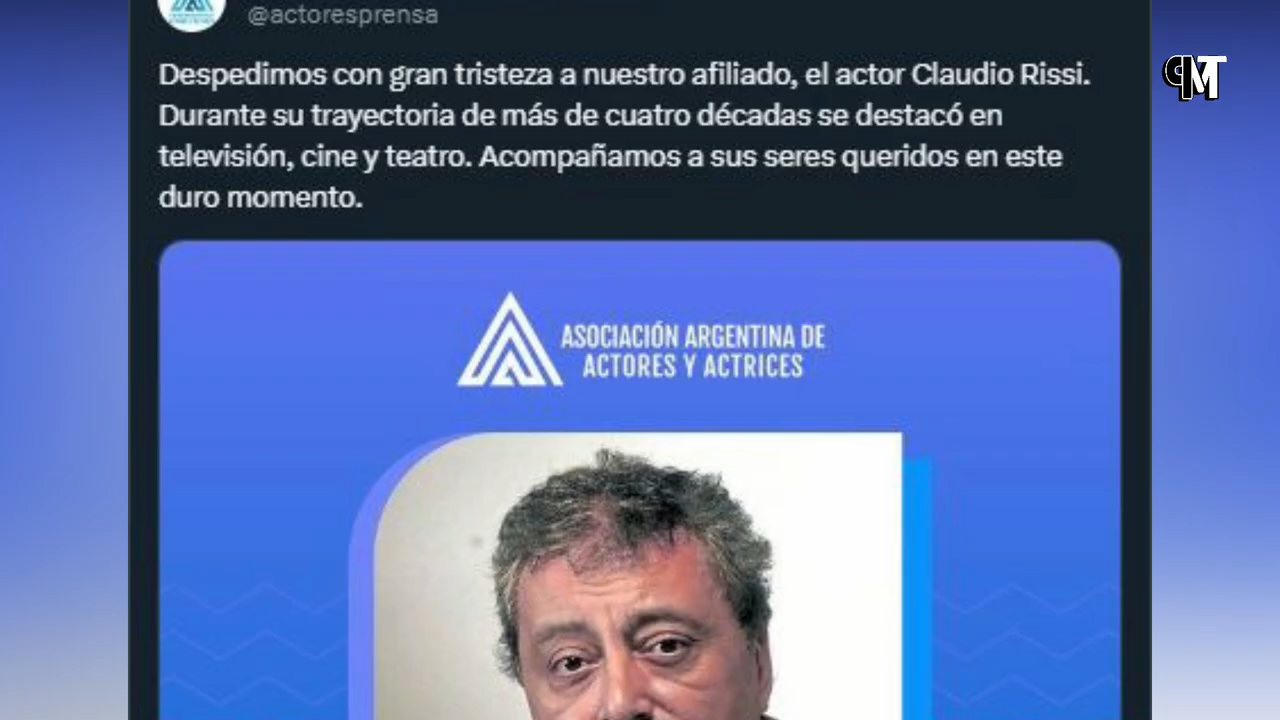 @actoresprensa
Despedimos con gran tristeza a nuestro afiliado, el actor Claudio Rissi.
Durante su trayectoria de más de cuatro décadas se destacó en
televisión, cine y teatro. Acompañamos a sus seres queridos en este
duro momento.
ASOCIACIÓN ARGENTINA DE
ACTORES Y ACTRICES